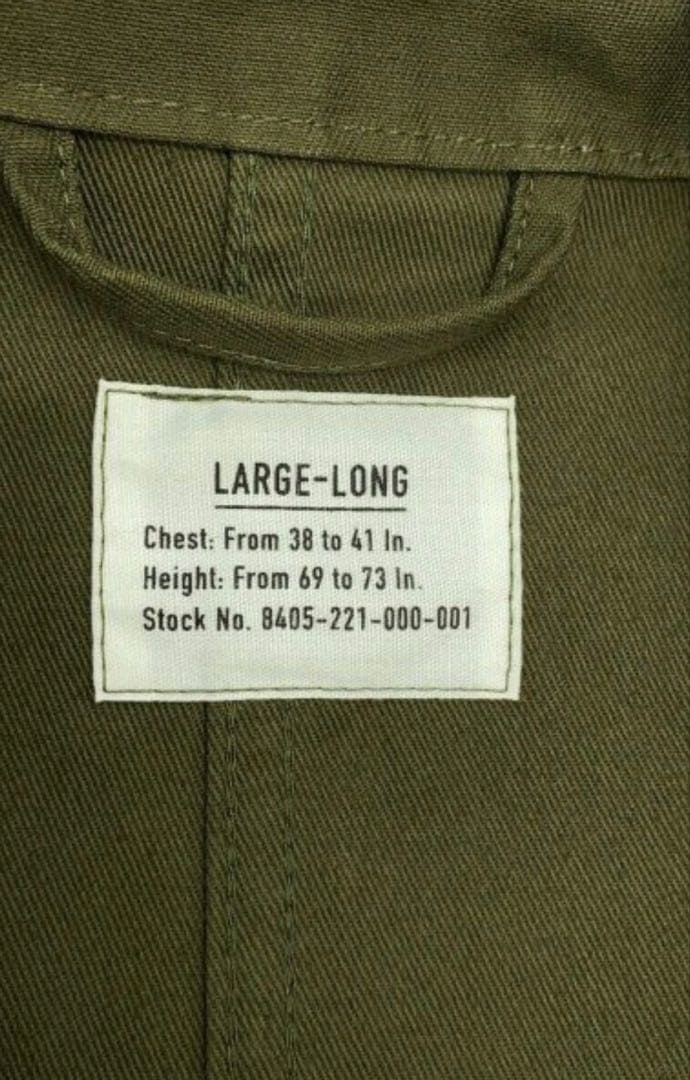 LARGE-LONG
Chest: From 38 to 41 In.
Height: From 69 to 73 In.
Stock No. 8405-221-000-001